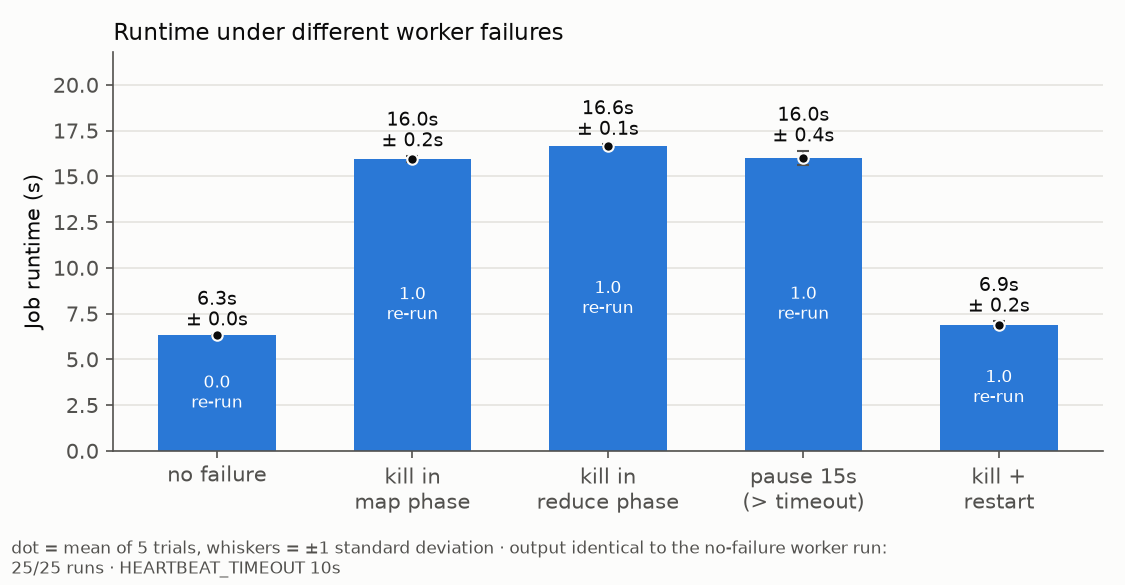 Runtime under different worker failures
Job runtime (s)
20.0
17.5
15.0
12.5
10.0
7.5
5.0
2.5
0.0
6.3s
± 0.0s
0.0
re-run
16.0s
± 0.2s
1.0
re-run
16.6s
± 0.1s
1.0
re-run
16.0s
± 0.4s
1.0
re-run
6.9s
± 0.2s
1.0
re-run
no failure
kill in
map phase
kill in
reduce phase
pause 15s
(> timeout)
kill +
restart
dot = mean of 5 trials, whiskers = ±1 standard deviation · output identical to the no-failure worker run:
25/25 runs · HEARTBEAT_TIMEOUT 10s